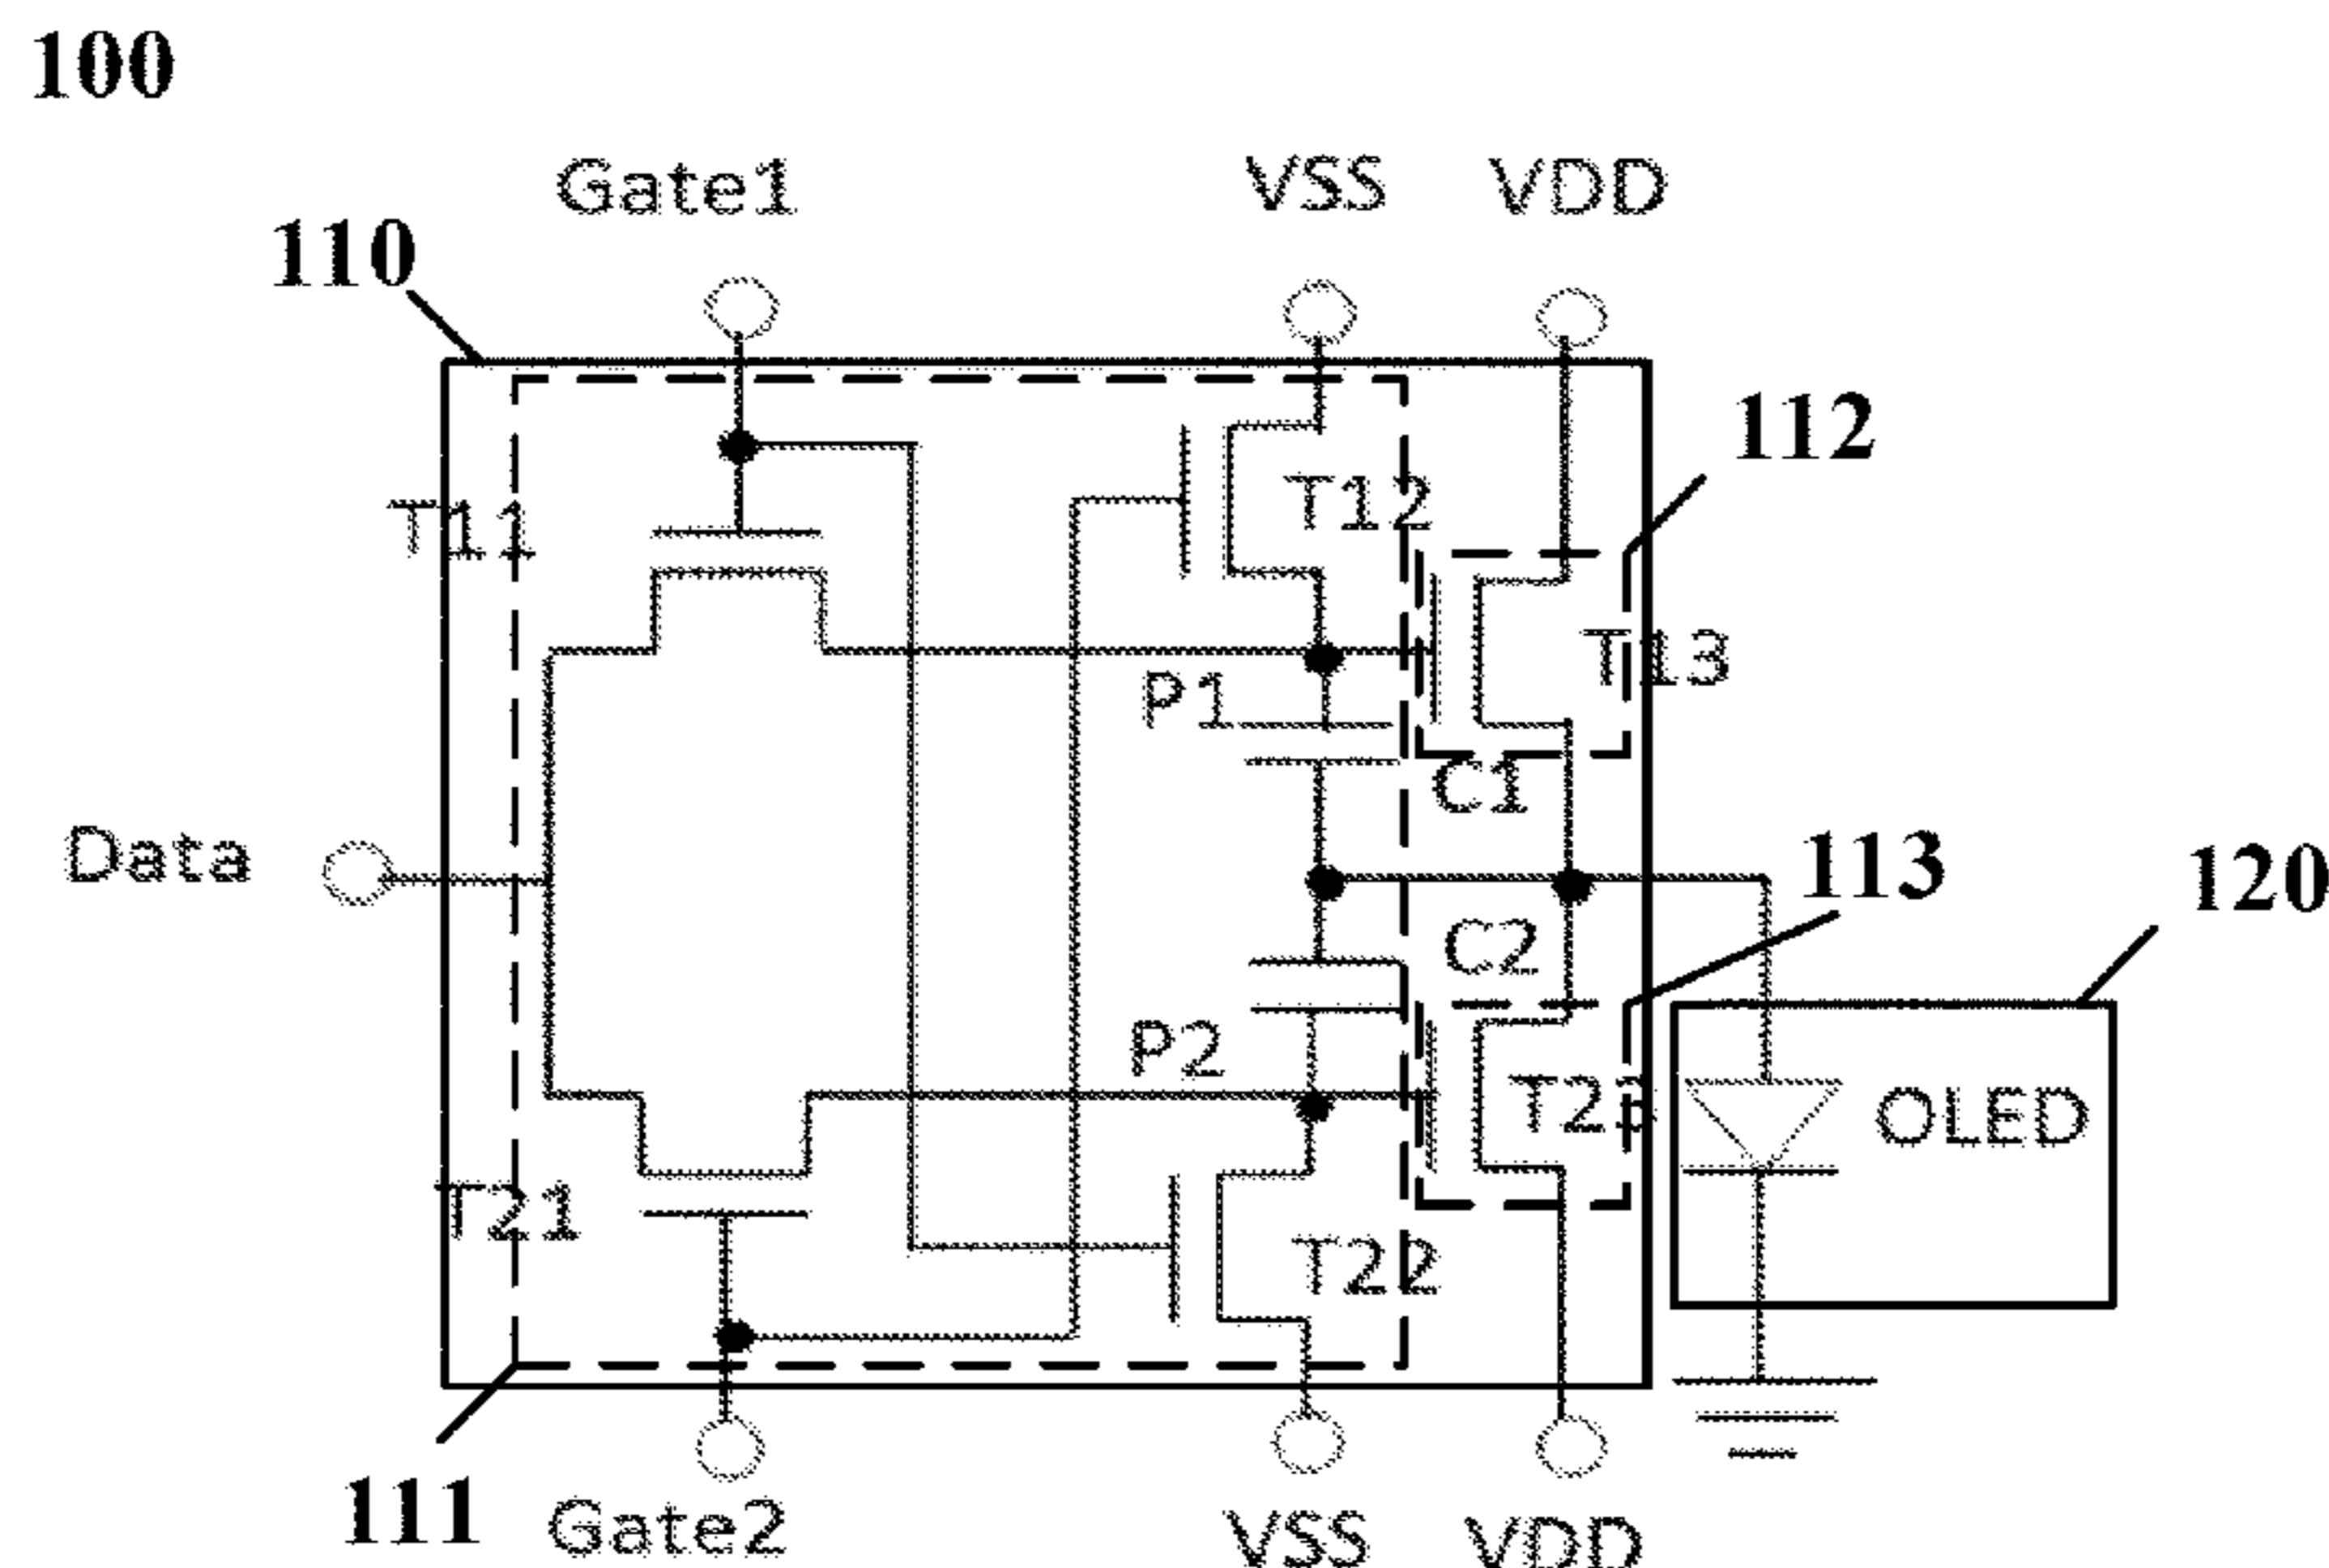 100
Gate1
VSS
VDD
110
112
T11
T12
T13
P1
C1
Data
113
120
C2
P2
T23
OLED
T21
T22
111
Gate2
VSS
VDD